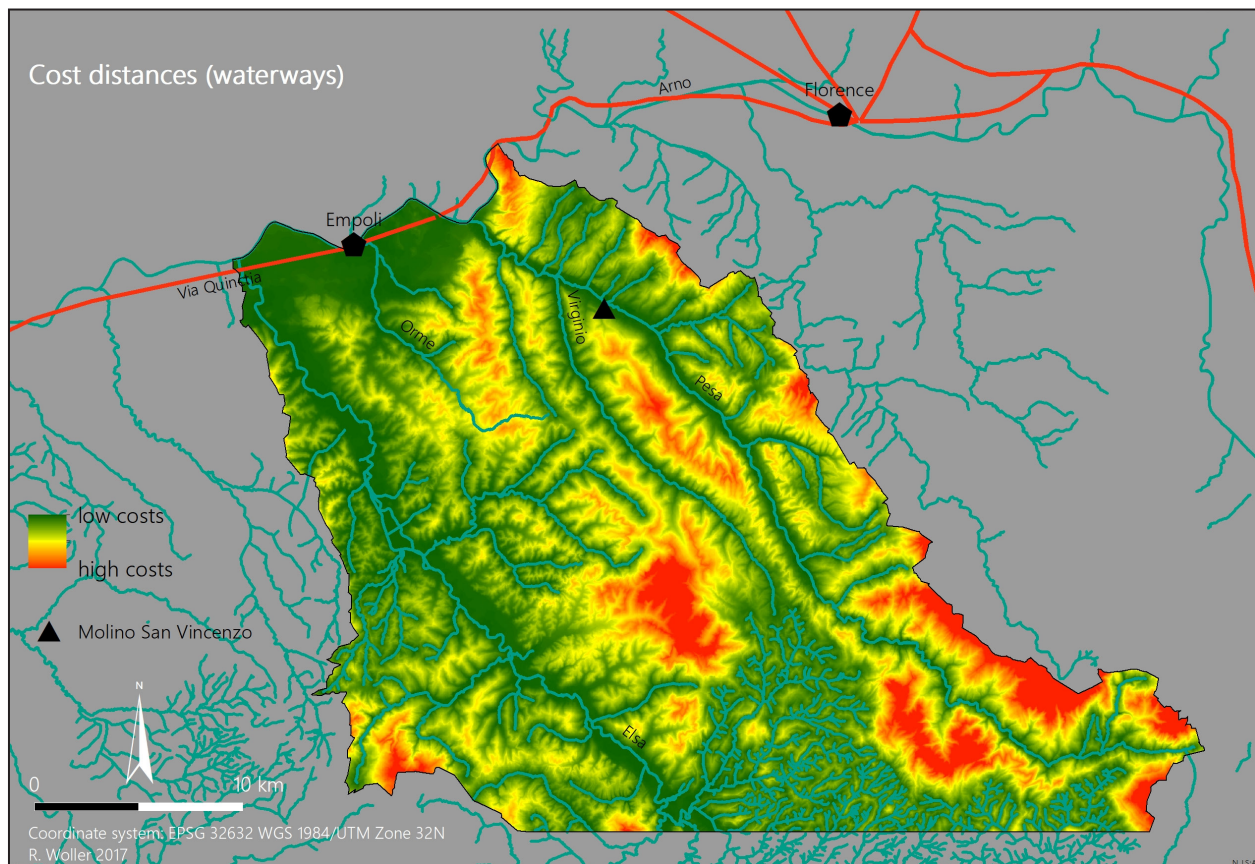 Cost distances (waterways)
Arno
Florence
Empoli
Via Quinctia
Virginio
Orme
Pesa
low costs
high costs
Molino San Vincenzo
N
Elsa
0 10 km
Coordinate system: EPSG 32632 WGS 1984/UTM Zone 32N
R. Woller 2017